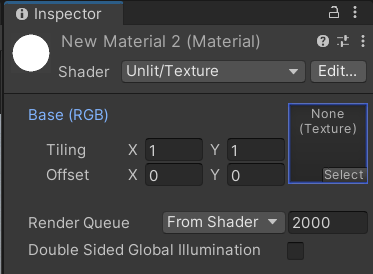 Inspector
New Material 2 (Material)
Shader Unlit/Texture Edit...
Base (RGB)
None
(Texture)
Tiling X 1 Y 1
Offset X 0 Y 0
Select
Render Queue From Shader 2000
Double Sided Global Illumination